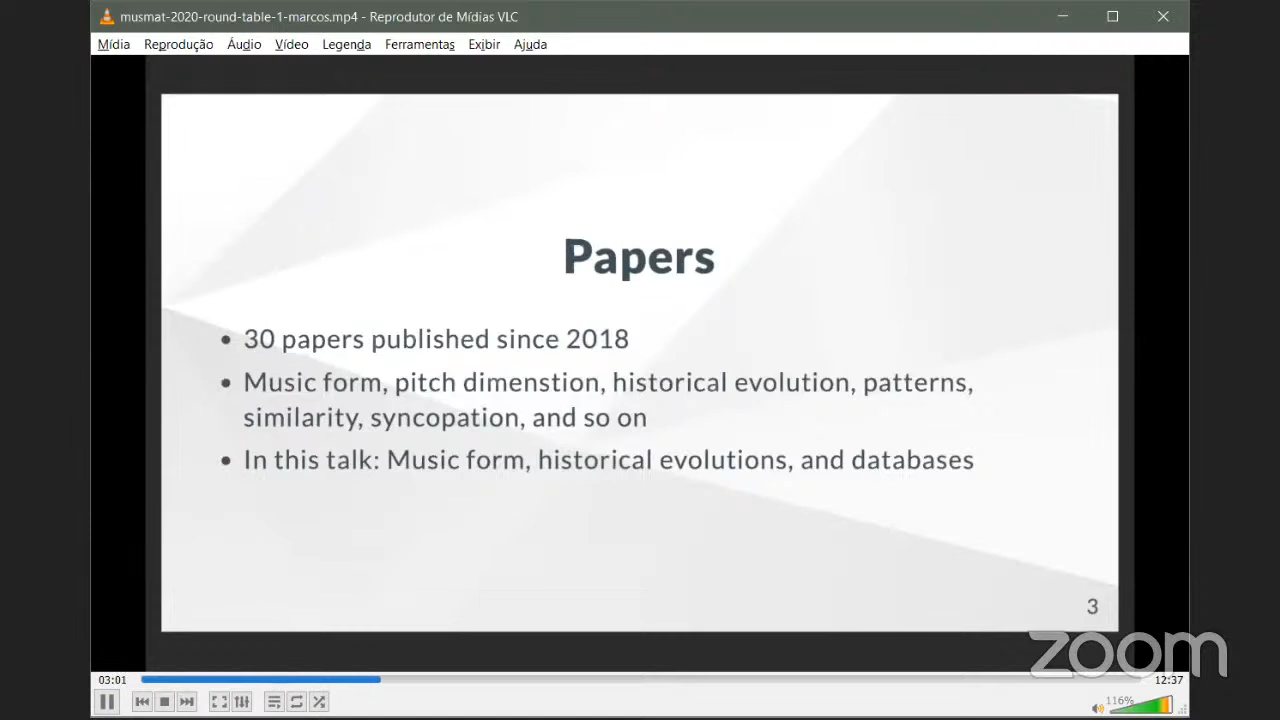 musmat-2020-round-table-1-marcos.mp4 - Reprodutor de Mídias VLC
Mídia Reprodução Áudio Vídeo Legenda Ferramentas Exibir Ajuda
Papers
• 30 papers published since 2018
• Music form, pitch dimenstion, historical evolution, patterns,
similarity, syncopation, and so on
• In this talk: Music form, historical evolutions, and databases
3
zoom
03:01
12:37
116%